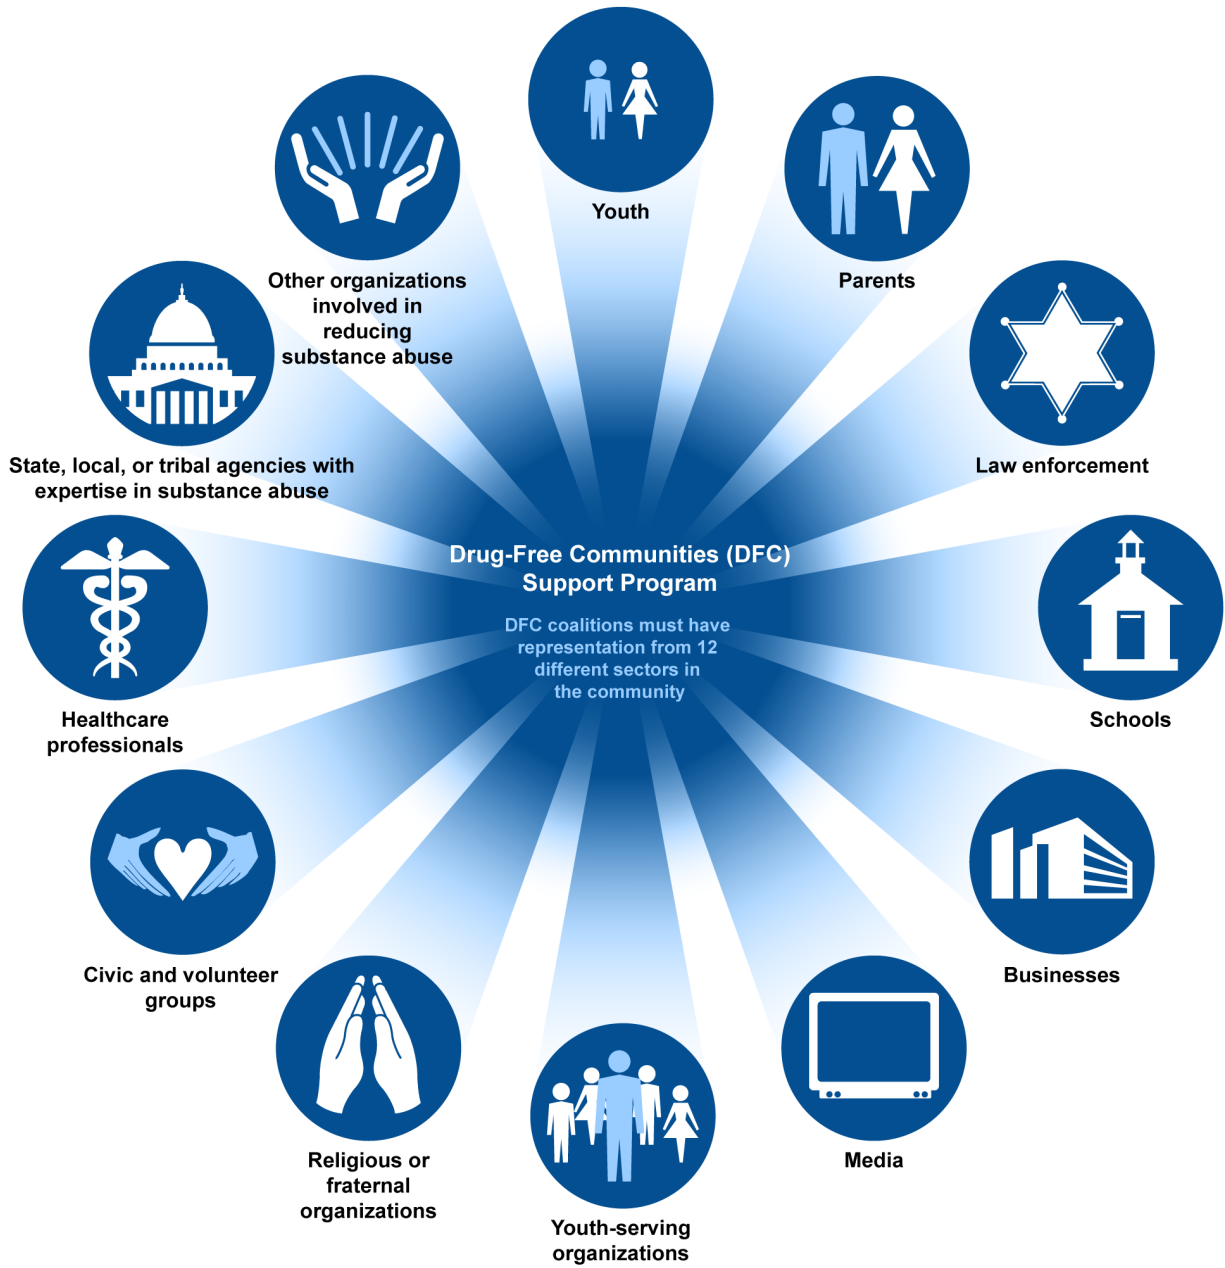 Youth
Parents
Law enforcement
Schools
Businesses
Media
Youth-serving
organizations
Religious or
fraternal
organizations
Civic and volunteer
groups
Healthcare
professionals
State, local, or tribal agencies with
expertise in substance abuse
Other organizations
involved in
reducing
substance abuse
Drug-Free Communities (DFC)
Support Program
DFC coalitions must have
representation from 12
different sectors in
the community